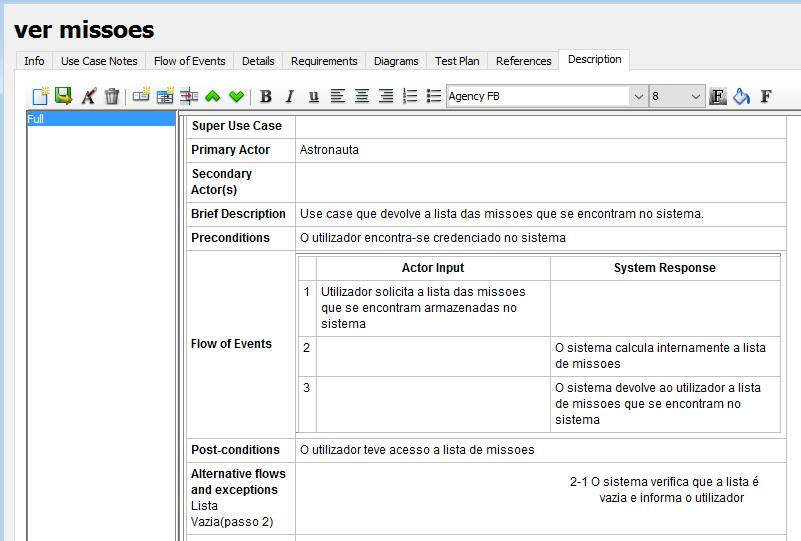 ver missoes
Info Use Case Notes Flow of Events Details Requirements Diagrams Test Plan References Description
B I u Agency FB 8 F F
Full
Super Use Case
Primary Actor Astronauta
Secondary
Actor(s)
Brief Description Use case que devolve a lista das missoes que se encontram no sistema.
Preconditions O utilizador encontra-se credenciado no sistema
Actor Input System Response
1 Utilizador solicita a lista das missoes
que se encontram armazenadas no
sistema
Flow of Events
2 O sistema calcula internamente a lista
de missoes
3 O sistema devolve ao utilizador a lista
de missoes que se encontram no
sistema
Post-conditions O utilizador teve acesso a lista de missoes
Alternative flows
and exceptions
Lista
Vazia(passo 2)
2-1 O sistema verifica que a lista é
vazia e informa o utilizador